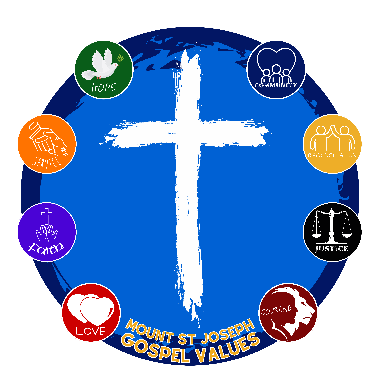 HOPE
COMMUNITY
FAITH
JUSTICE
LOVE
COURAGE
MOUNT ST JOSEPH
GOSPEL VALUES